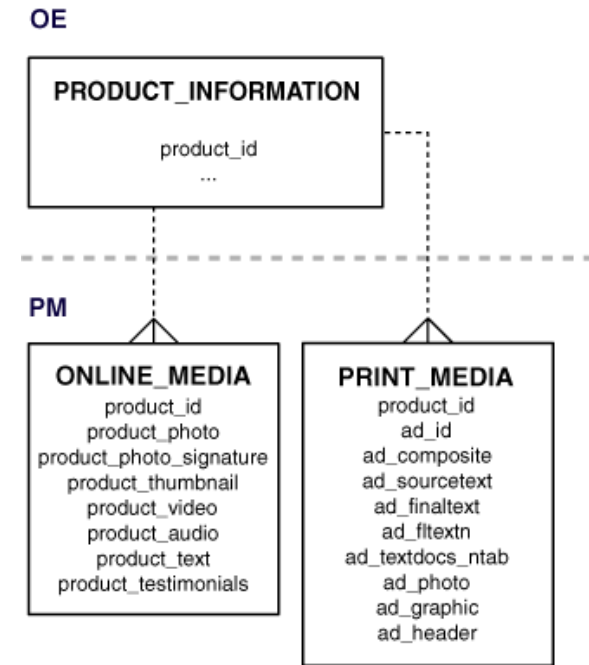 OE
PRODUCT_INFORMATION
product_id
...
PM
ONLINE_MEDIA
product_id
product_photo
product_photo_signature
product_thumbnail
product_video
product_audio
product_text
product_testimonials
PRINT_MEDIA
product_id
ad_id
ad_composite
ad_sourcetext
ad_finaltext
ad_fltextn
ad_textdocs_ntab
ad_photo
ad_graphic
ad_header